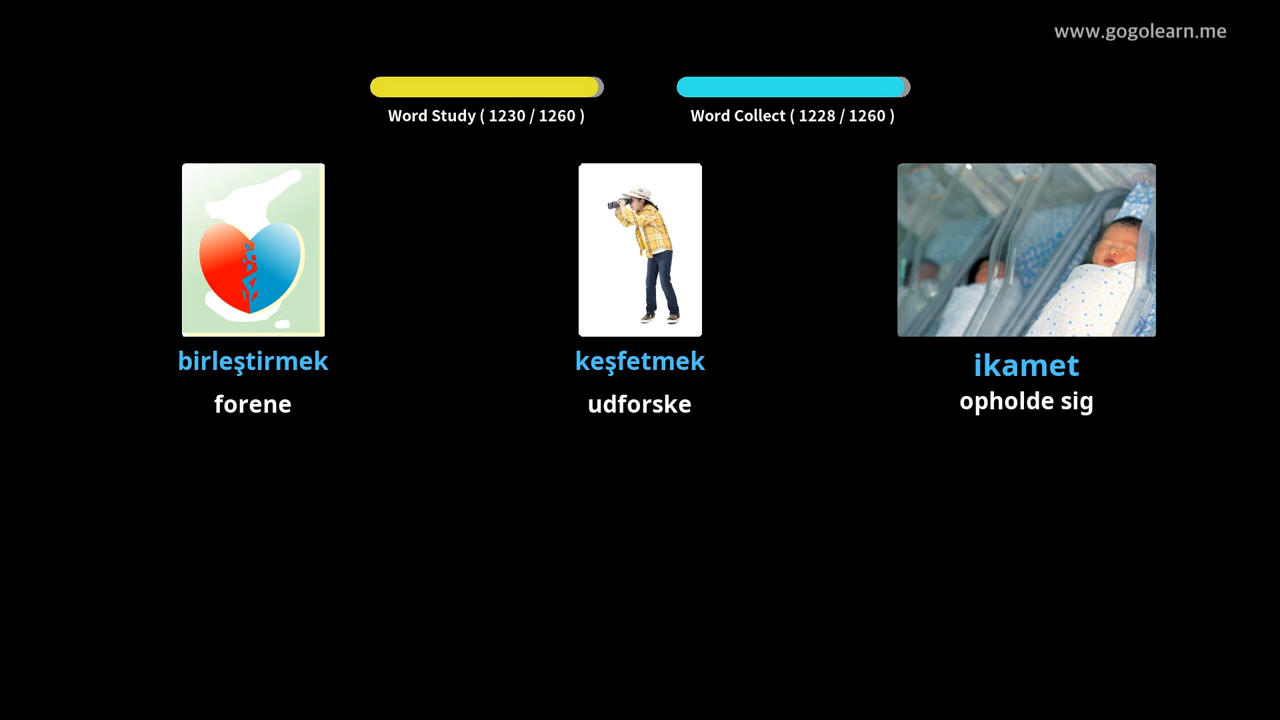 www.gogolearn.me
Word Study ( 1230 / 1260 )
Word Collect ( 1228 / 1260 )
birleştirmek
forene
keşfetmek
udforske
ikamet
opholde sig